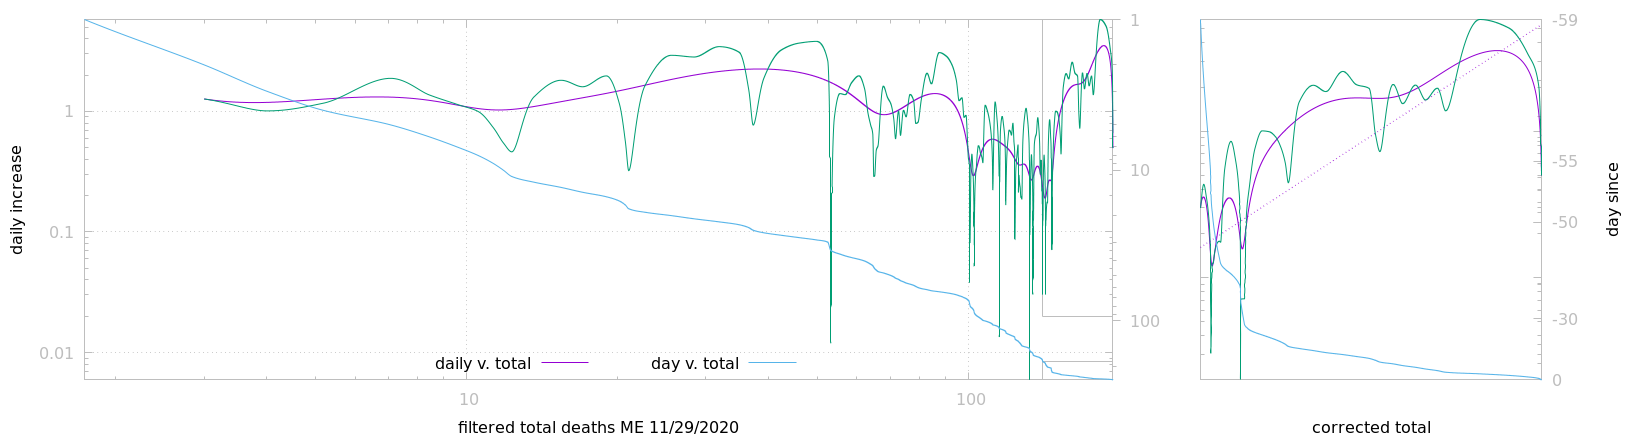 daily increase
1
0.1
0.01
10
100
1
10
100
daily v. total
day v. total
filtered total deaths ME 11/29/2020
-59
-55
-50
-30
0
day since
corrected total